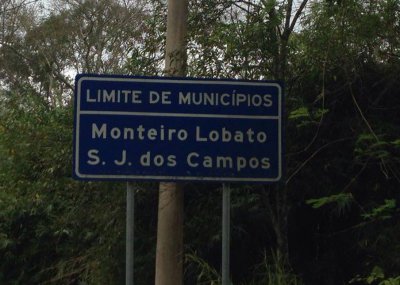 LIMITE DE MUNICÍPIOS
Monteiro Lobato
S. J. dos Campos